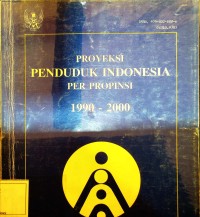 PROYEKSI
PENDUDUK INDONESIA
PER PROPINSI
1990 - 2000